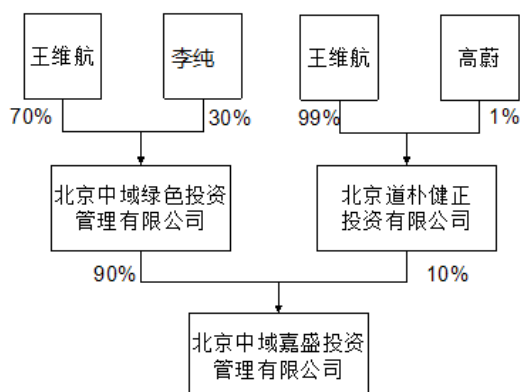 王维航
李纯
王维航
高蔚
70%
30%
99%
1%
北京中域绿色投资
管理有限公司
北京道朴健正
投资有限公司
90%
10%
北京中域嘉盛投资
管理有限公司